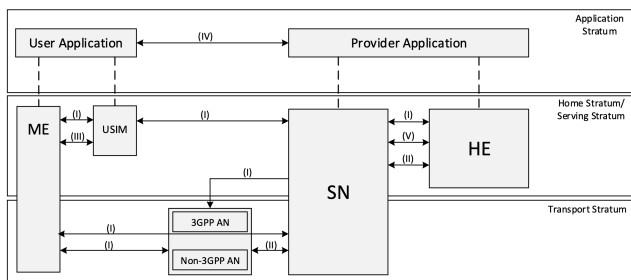 Application
Stratum
User Application
(IV)
Provider Application
Home Stratum/
Serving Stratum
ME
(I)
(III)
USIM
(I)
SN
(I)
(V)
(II)
HE
(I)
Transport Stratum
3GPP AN
(I)
(I)
(II)
Non-3GPP AN